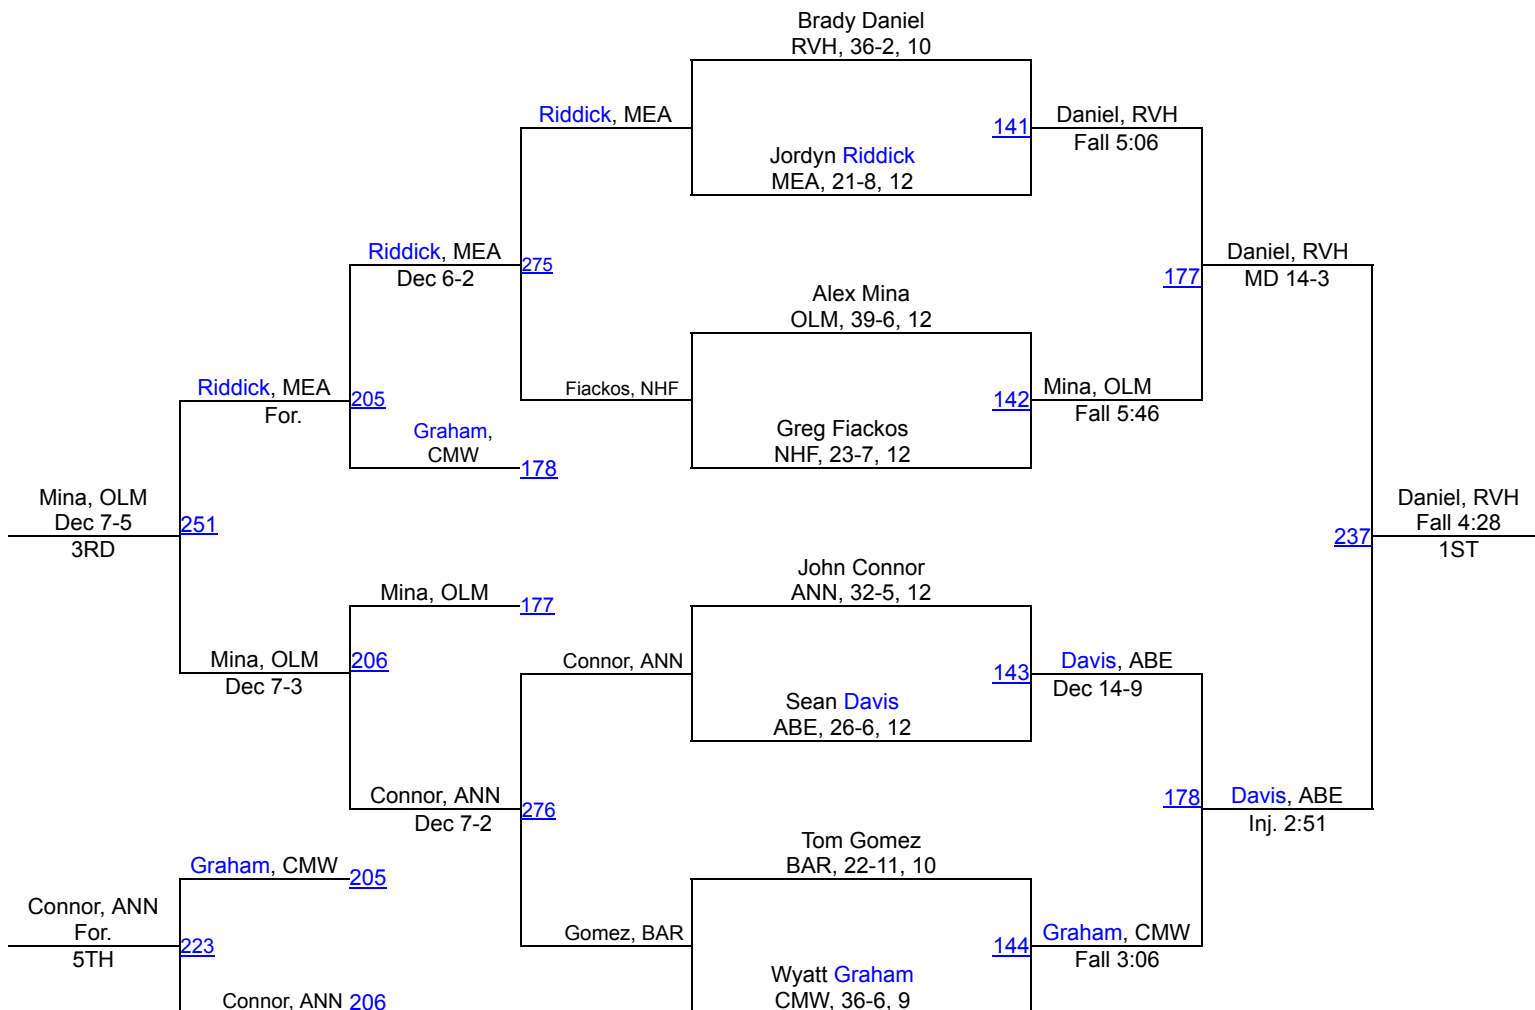 Brady Daniel
RVH, 36-2, 10
Riddick, MEA
141
Daniel, RVH
Fall 5:06
Jordyn Riddick
MEA, 21-8, 12
Riddick, MEA
Dec 6-2
275
Daniel, RVH
MD 14-3
177
Alex Mina
OLM, 39-6, 12
Riddick, MEA
For.
205
Fiackos, NHF
142
Mina, OLM
Fall 5:46
Graham,
CMW
178
Greg Fiackos
NHF, 23-7, 12
Mina, OLM
Dec 7-5
3RD
251
237
Daniel, RVH
Fall 4:28
1ST
John Connor
ANN, 32-5, 12
Mina, OLM
177
Mina, OLM
Dec 7-3
206
Connor, ANN
143
Davis, ABE
Dec 14-9
Sean Davis
ABE, 26-6, 12
Connor, ANN
Dec 7-2
276
178
Davis, ABE
Inj. 2:51
Tom Gomez
BAR, 22-11, 10
Graham, CMW
205
Connor, ANN
For.
5TH
223
Gomez, BAR
144
Graham, CMW
Fall 3:06
Wyatt Graham
CMW, 36-6, 9
Connor, ANN 206